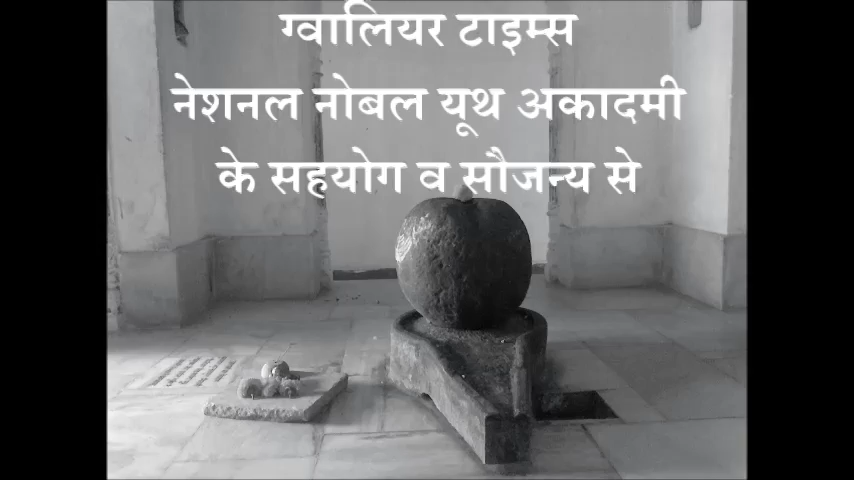 ग्वालियर टाइम्स
नेशनल नोबल यूथ अकादमी
के सहयोग व सौजन्य से